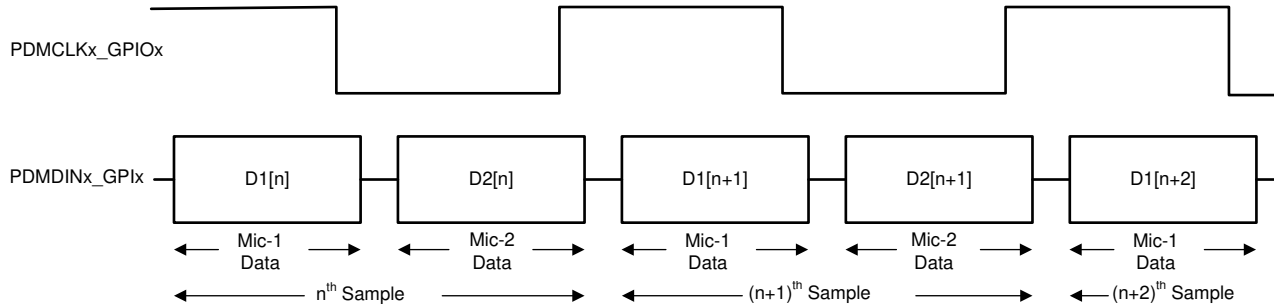 PDMCLKx_GPIOx
PDMDINx_GPIx
D1[n]
D2[n]
D1[n+1]
D2[n+1]
D1[n+2]
Mic-1
Data
Mic-2
Data
Mic-1
Data
Mic-2
Data
Mic-1
Data
nth Sample
(n+1)th Sample
(n+2)th Sample